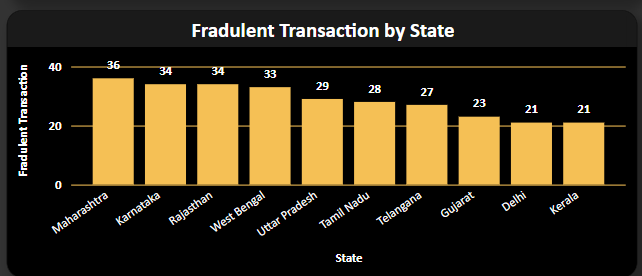 Fradulent Transaction by State
Fradulent Transaction
40
20
0
36
34
34
33
29
28
27
23
21
21
Maharashtra
Karnataka
Rajasthan
West Bengal
Uttar Pradesh
Tamil Nadu
Telangana
Gujarat
Delhi
Kerala
State